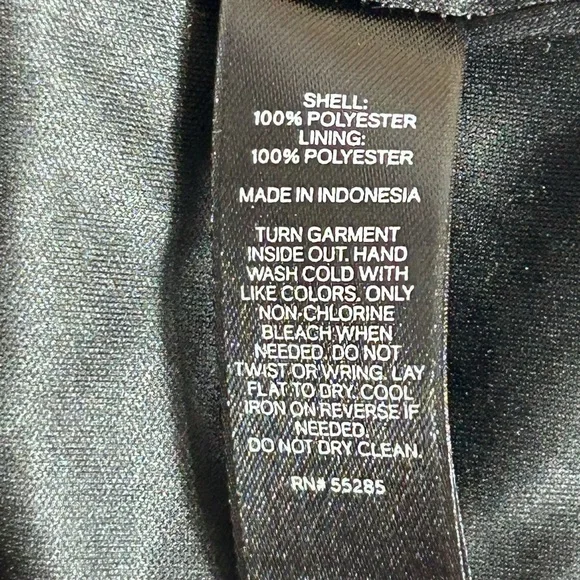 SHELL:
100% POLYESTER
LINING:
100% POLYESTER
MADE IN INDONESIA
TURN GARMENT
INSIDE OUT. HAND
WASH COLD WITH
LIKE COLORS. ONLY
NON-CHLORINE
BLEACH WHEN
NEEDED. DO NOT
TWIST OR WRING. LAY
FLAT TO DRY. COOL
IRON ON REVERSE IF
NEEDED.
DO NOT DRY CLEAN.
RN# 55285